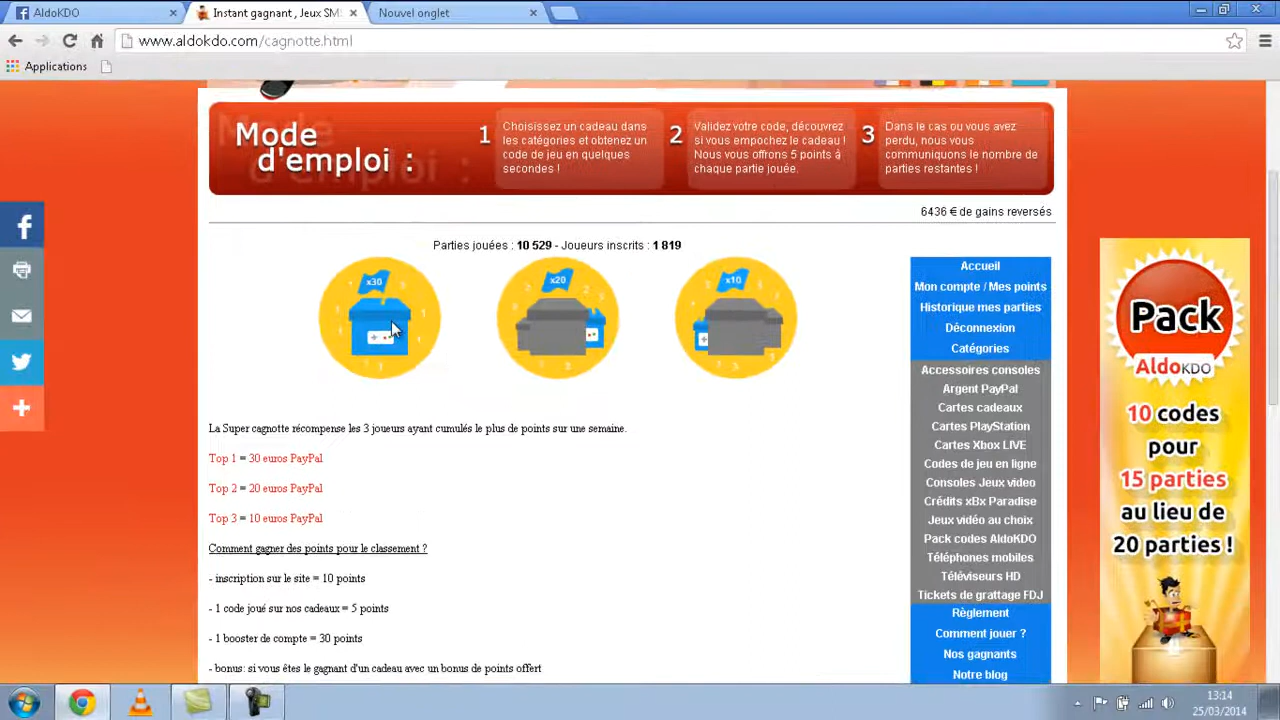 AldoKDO
Instant gagnant , Jeux SMS
Nouvel onglet
www.aldokdo.com/cagnotte.html
Applications
Mode
d'emploi :
1
Choisissez un cadeau dans
les catégories et obtenez un
code de jeu en quelques
secondes !
2
Validez votre code, découvrez
si vous empochez le cadeau !
Nous vous offrons 5 points à
chaque partie jouée.
3
Dans le cas ou vous avez
perdu, nous vous
communiquons le nombre de
parties restantes !
6436 € de gains reversés
Parties jouées : 10 529 - Joueurs inscrits : 1 819
x30
x20
x10
La Super cagnotte récompense les 3 joueurs ayant cumulés le plus de points sur une semaine.
Top 1 = 30 euros PayPal
Top 2 = 20 euros PayPal
Top 3 = 10 euros PayPal
Comment gagner des points pour le classement ?
- inscription sur le site = 10 points
- 1 code joué sur nos cadeaux = 5 points
- 1 booster de compte = 30 points
- bonus: si vous êtes le gagnant d'un cadeau avec un bonus de points offert
Accueil
Mon compte / Mes points
Historique mes parties
Déconnexion
Catégories
Accessoires consoles
Argent PayPal
Cartes cadeaux
Cartes PlayStation
Cartes Xbox LIVE
Codes de jeu en ligne
Consoles Jeux video
Crédits xBx Paradise
Jeux vidéo au choix
Pack codes AldoKDO
Téléphones mobiles
Téléviseurs HD
Tickets de grattage FDJ
Règlement
Comment jouer ?
Nos gagnants
Notre blog
Pack
AldoKDO
10 codes
pour
15 parties
au lieu de
20 parties !
13:14
25/03/2014